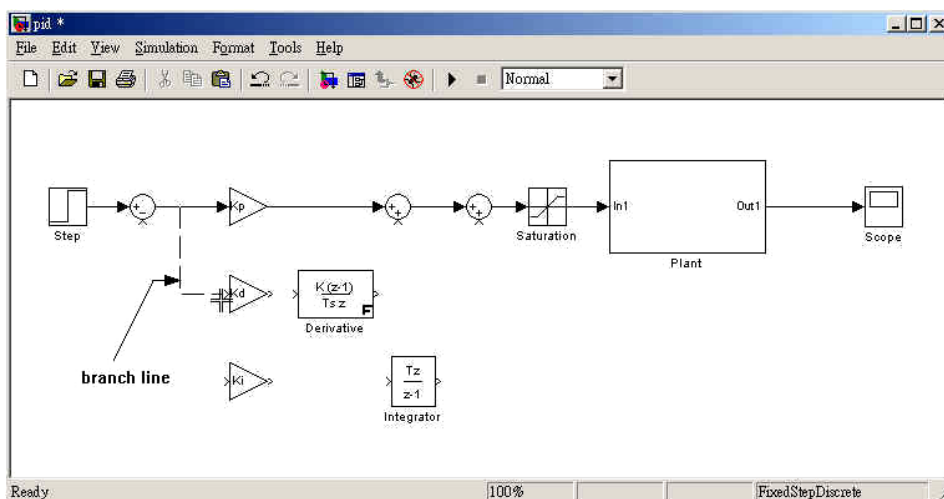 pid *
File Edit View Simulation Format Tools Help
Normal
Step
+
-
Kp
+
+
+
+
Saturation
In1
Out1
Plant
Scope
Kd
K(z-1)
Ts z
F
Derivative
branch line
Ki
Tz
z-1
Integrator
Ready
100%
FixedStepDiscrete